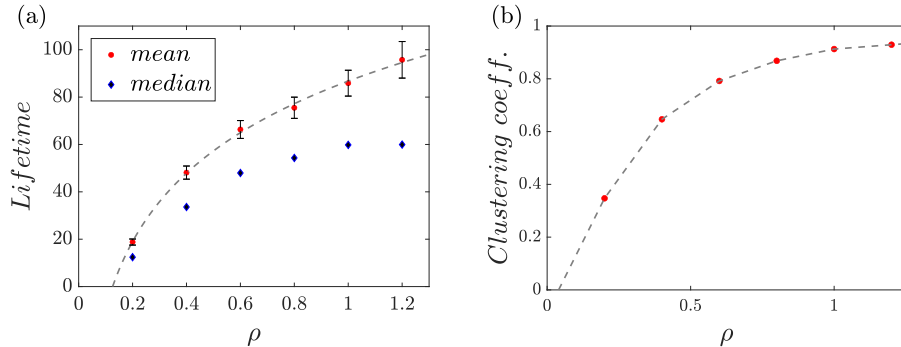 (a)
mean
median
Lifetime
100
80
60
40
20
0
0 0.2 0.4 0.6 0.8 1 1.2
ρ
(b)
Clustering coeff.
1
0.8
0.6
0.4
0.2
0
0 0.5 1
ρ